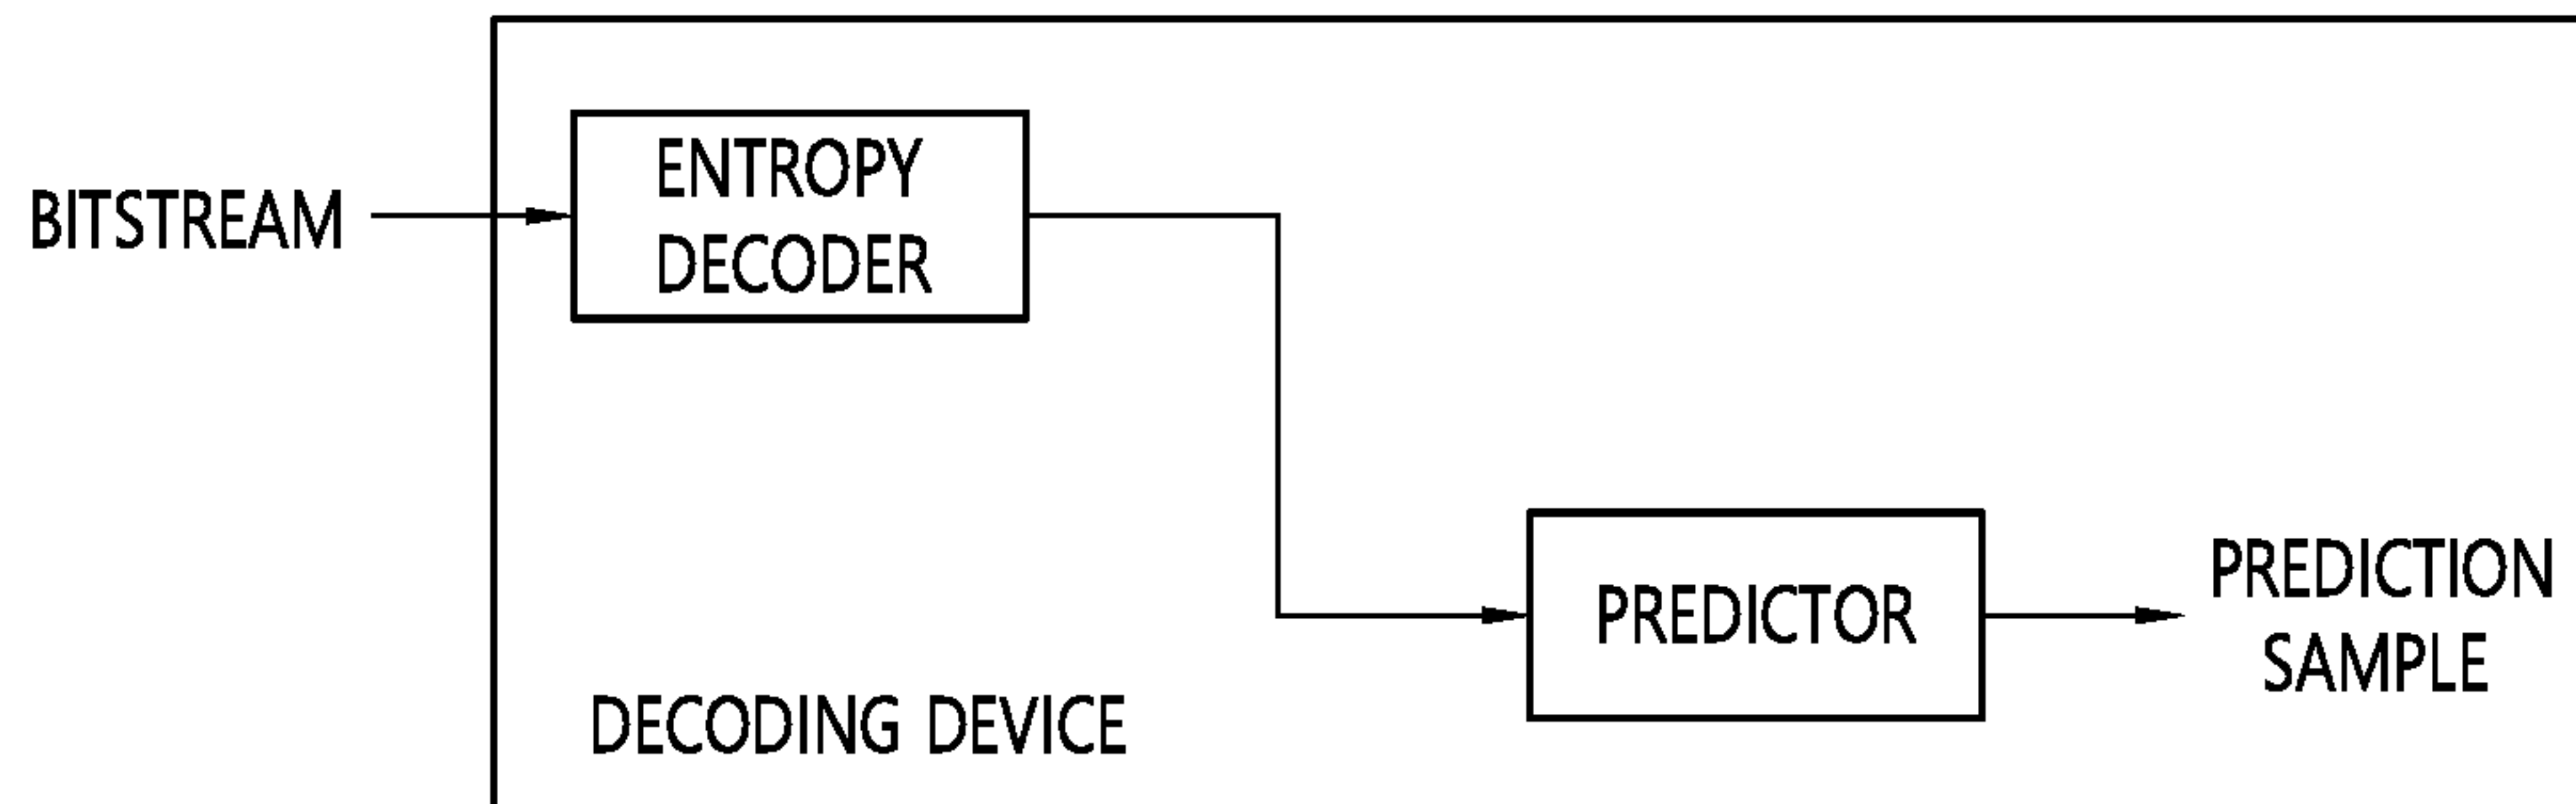 ENTROPY
DECODER
BITSTREAM
PREDICTOR
PREDICTION
SAMPLE
DECODING DEVICE